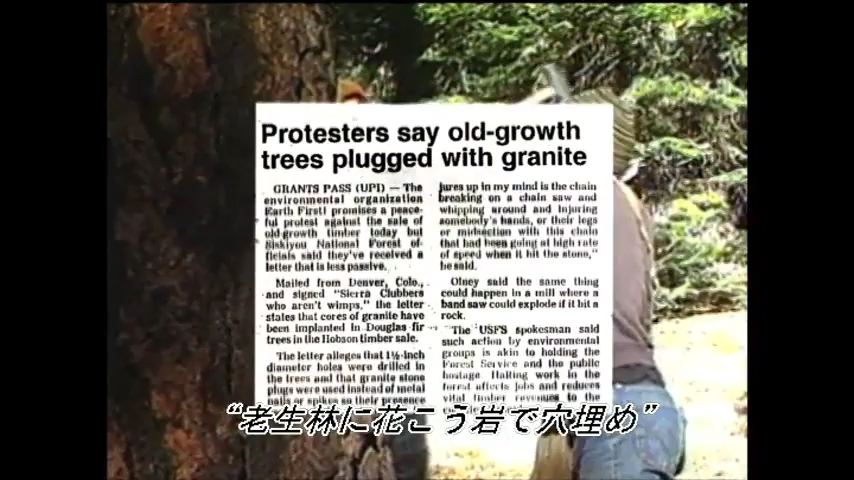 Protesters say old-growth
trees plugged with granite
GRANTS PASS (UPI) — The
environmental organization
Earth First! promises a peace-
ful protest against the sale of
old-growth timber today but
Siskiyou National Forest of-
ficials said they've received a
letter that is less passive.
Mailed from Denver, Colo.,
and signed "Sierra Clubbers
who aren't wimps," the letter
states that cores of granite have
been implanted in Douglas fir
trees in the Hobson timber sale.
The letter alleges that 1½-inch
diameter holes were drilled in
the trees and that granite stone
plugs were used instead of metal
nails or spikes so their presence
jures up in my mind is the chain
breaking on a chain saw and
whipping around and injuring
somebody's hands, or their legs
or midsection with this chain
that had been going at high rate
of speed when it hit the stone,"
he said.
Olney said the same thing
could happen in a mill where a
band saw could explode if it hit a
rock.
"The USFS spokesman said
such action by environmental
groups is akin to holding the
Forest Service and the public
hostage. Halting work in the
forest affects jobs and reduces
vital timber revenues to the
“老生林に花こう岩で穴埋め”